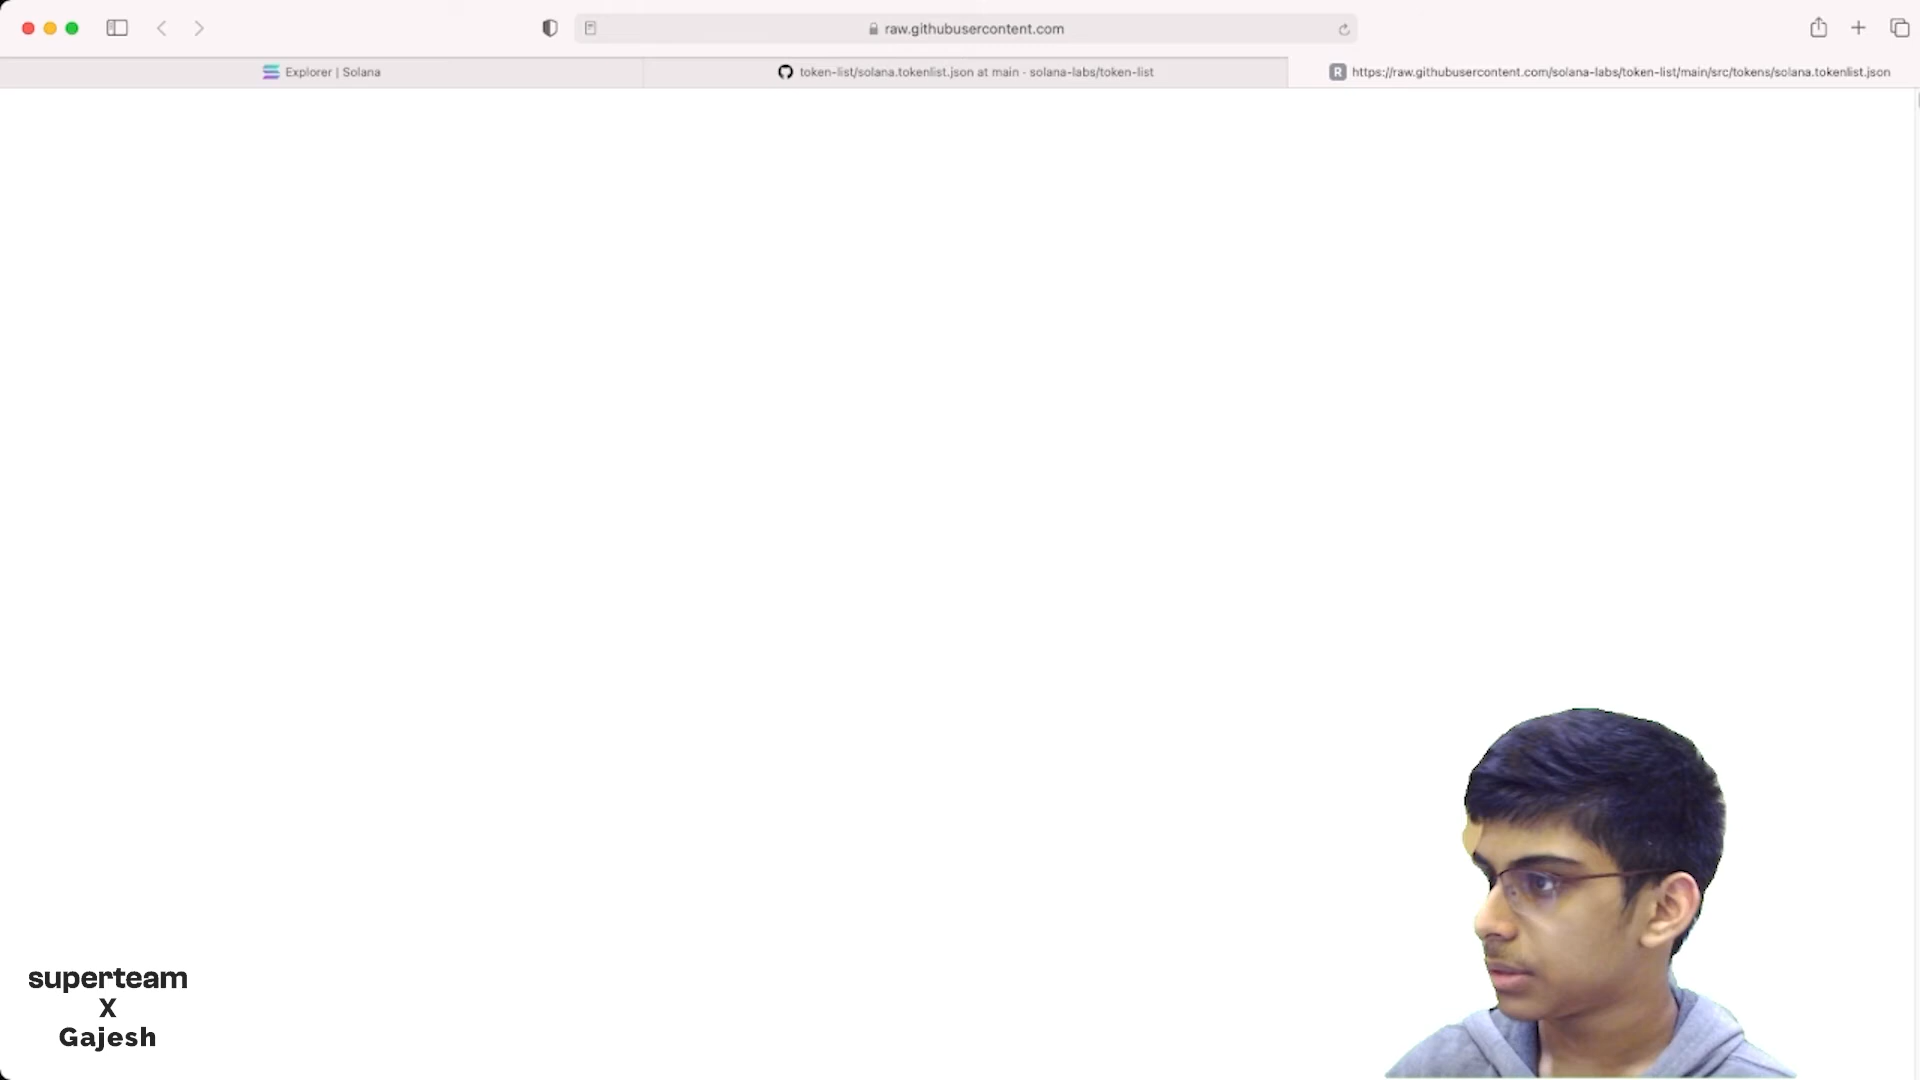 raw.githubusercontent.com
Explorer | Solana
token-list/solana.tokenlist.json at main · solana-labs/token-list
R https://raw.githubusercontent.com/solana-labs/token-list/main/src/tokens/solana.tokenlist.json
superteam
X
Gajesh